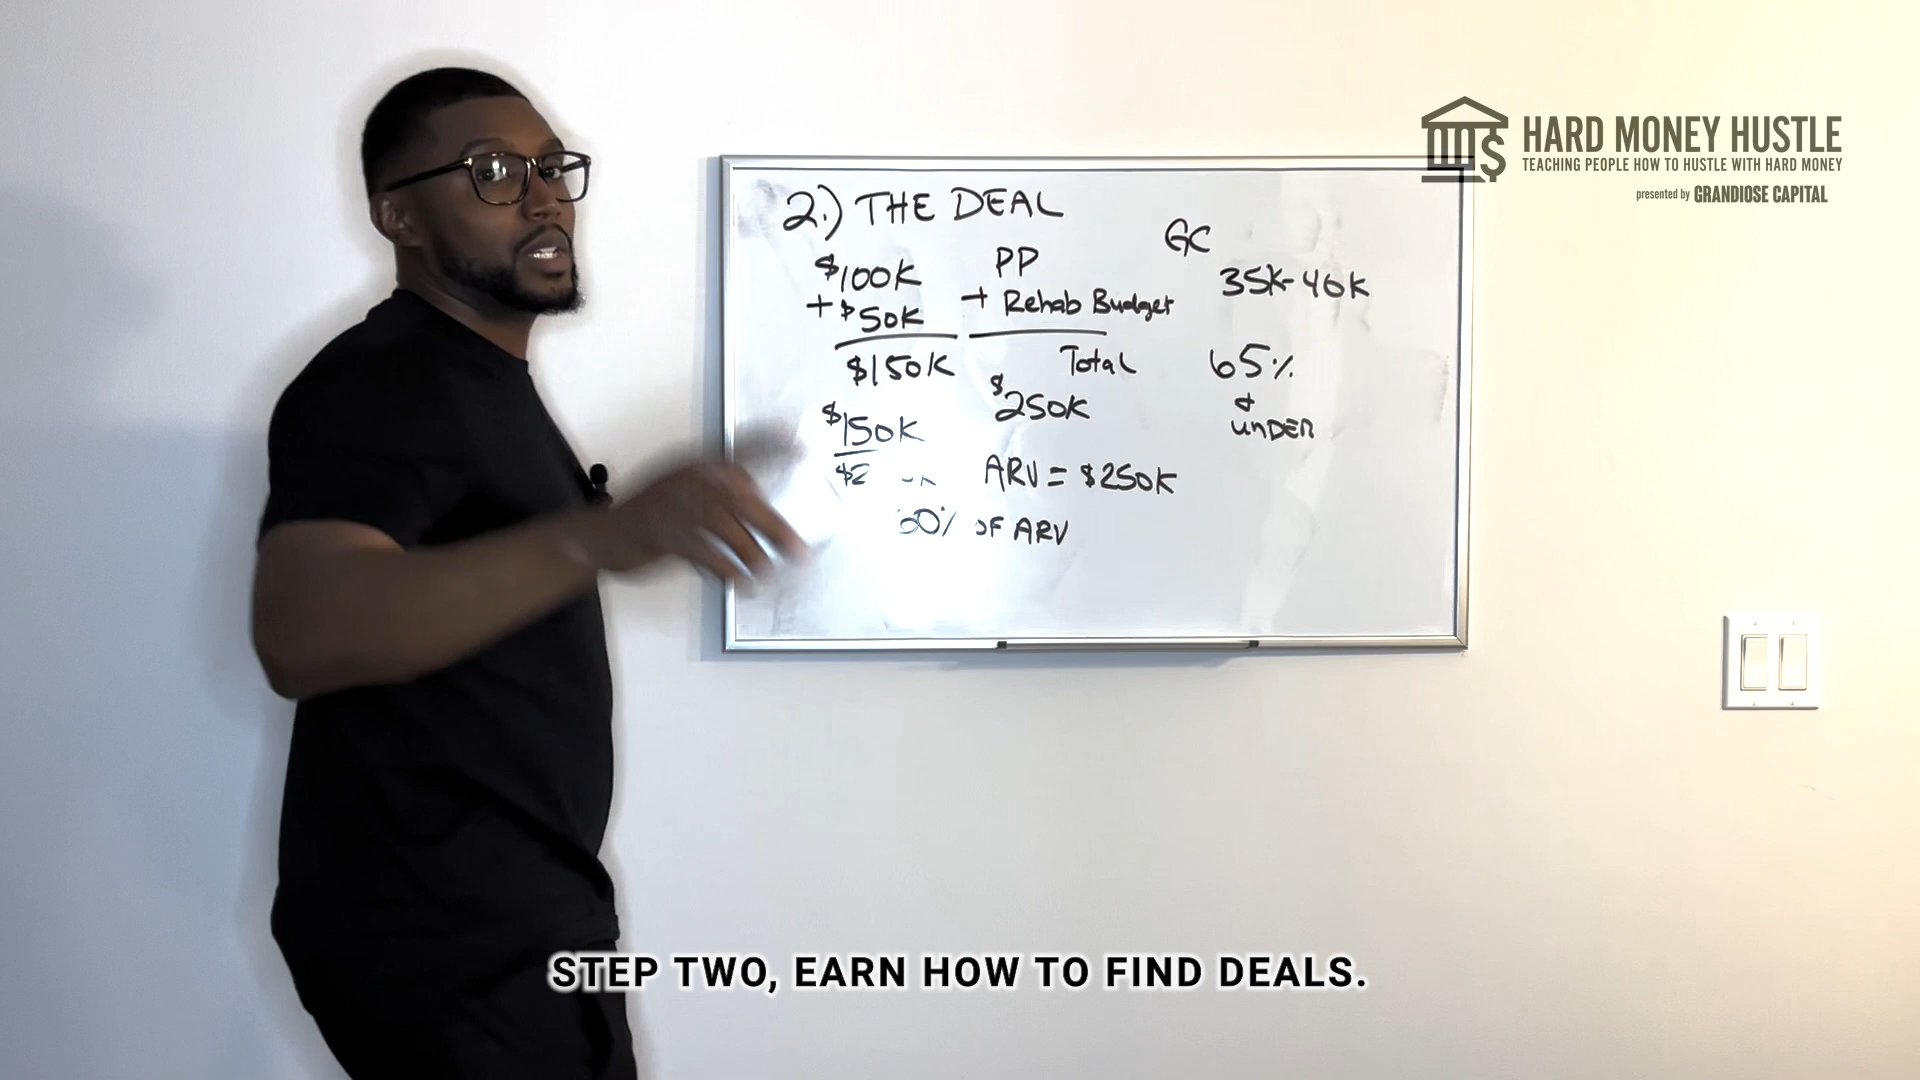 HARD MONEY HUSTLE
TEACHING PEOPLE HOW TO HUSTLE WITH HARD MONEY
presented by GRANDIOSE CAPITAL
2.) THE DEAL
$100K PP
+ $50K + Rehab Budget
$150K Total
$250K
$150K
ARV = $250K
OF ARV
GC
35K-40K
65%
& UNDER
STEP TWO, EARN HOW TO FIND DEALS.